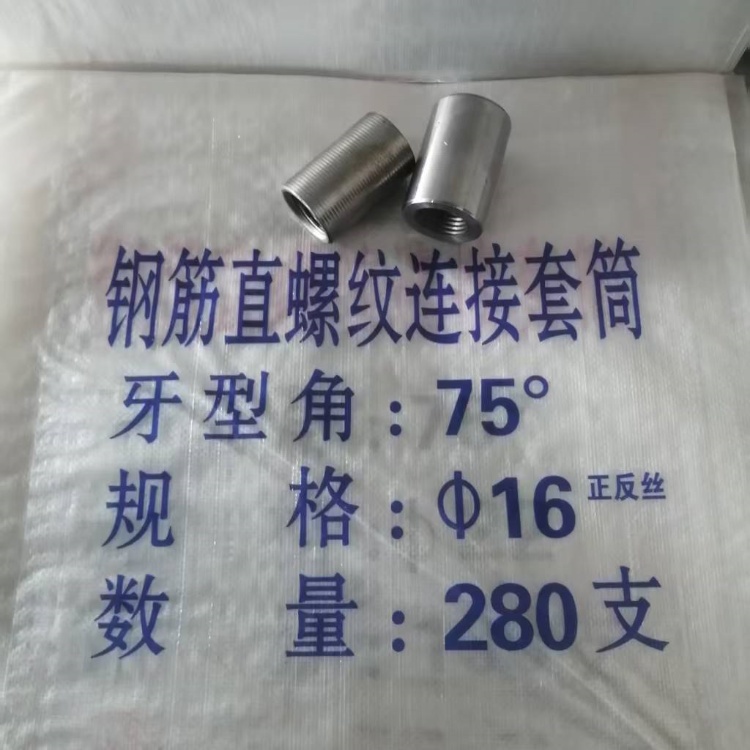 钢筋直螺纹连接套筒
牙型角：75°
规格：Φ16 正反丝
数量：280支